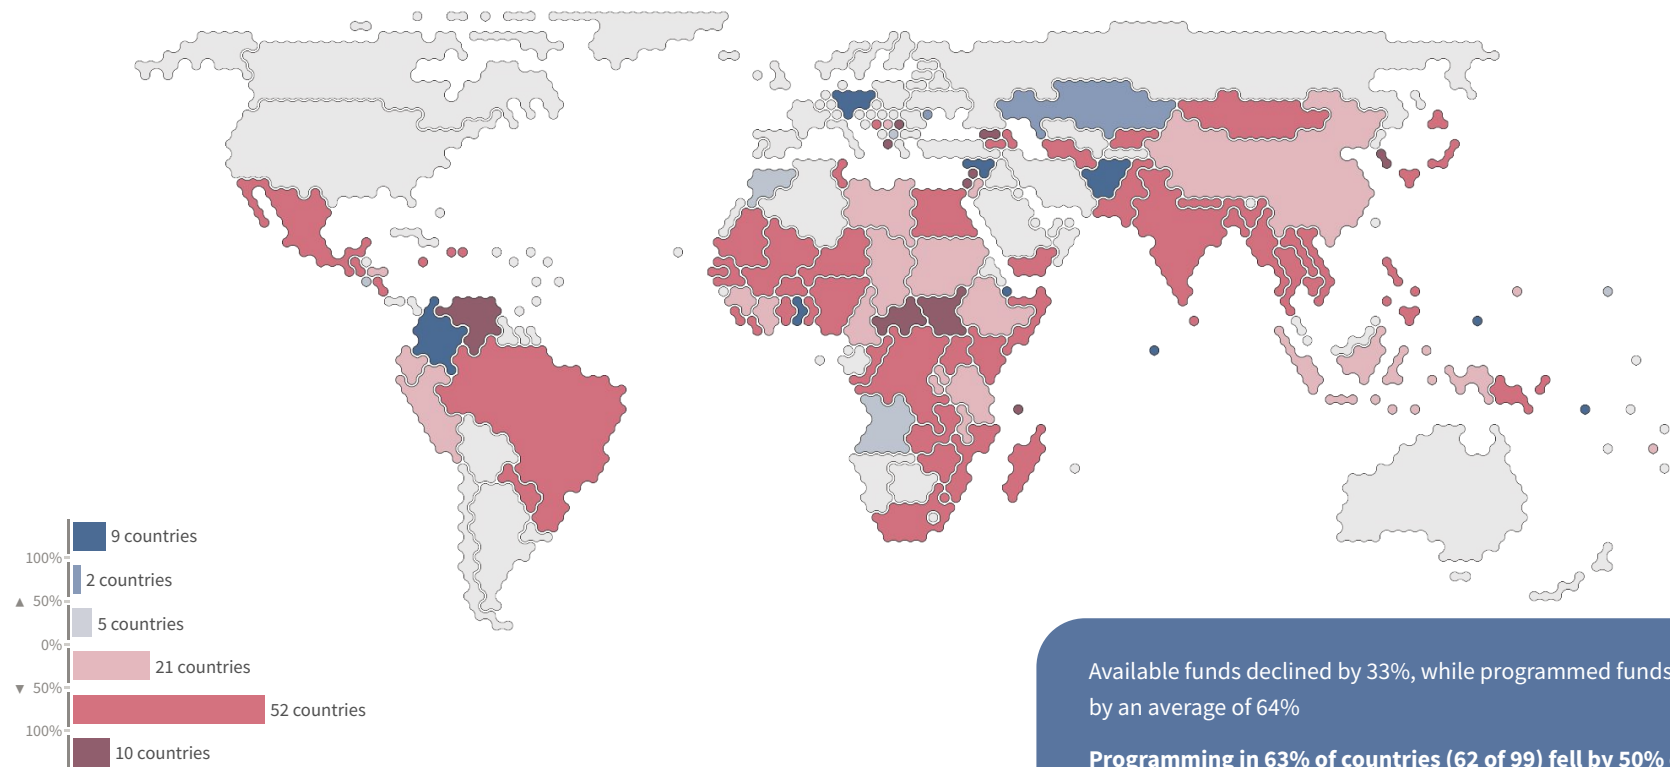 9 countries
100%
2 countries
▲ 50%
5 countries
0%
21 countries
▼ 50%
52 countries
100%
10 countries
Available funds declined by 33%, while programmed funds
by an average of 64%
Programming in 63% of countries (62 of 99) fell by 50%